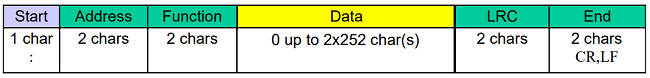 Start Address Function Data LRC End
1 char 2 chars 2 chars 0 up to 2x252 char(s) 2 chars 2 chars
: CR,LF